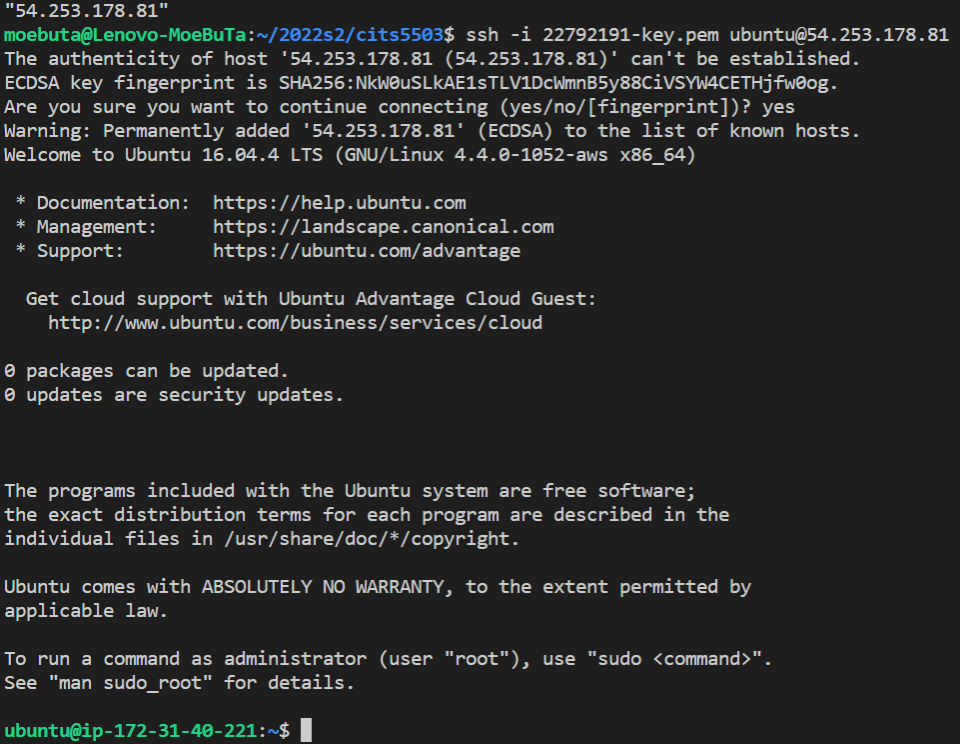 "54.253.178.81"
moebuta@Lenovo-MoeBuTa:~/2022s2/cits5503$ ssh -i 22792191-key.pem ubuntu@54.253.178.81
The authenticity of host '54.253.178.81 (54.253.178.81)' can't be established.
ECDSA key fingerprint is SHA256:NkW0uSLkAE1sTLV1DcWmnB5y88CiVSYW4CETHjfw0og.
Are you sure you want to continue connecting (yes/no/[fingerprint])? yes
Warning: Permanently added '54.253.178.81' (ECDSA) to the list of known hosts.
Welcome to Ubuntu 16.04.4 LTS (GNU/Linux 4.4.0-1052-aws x86_64)
* Documentation:  https://help.ubuntu.com
* Management:     https://landscape.canonical.com
* Support:        https://ubuntu.com/advantage
Get cloud support with Ubuntu Advantage Cloud Guest:
http://www.ubuntu.com/business/services/cloud
0 packages can be updated.
0 updates are security updates.
The programs included with the Ubuntu system are free software;
the exact distribution terms for each program are described in the
individual files in /usr/share/doc/*/copyright.
Ubuntu comes with ABSOLUTELY NO WARRANTY, to the extent permitted by
applicable law.
To run a command as administrator (user "root"), use "sudo <command>".
See "man sudo_root" for details.
ubuntu@ip-172-31-40-221:~$